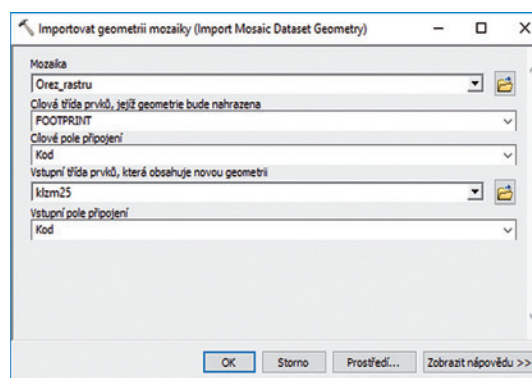 Importovat geometrii mozaiky (Import Mosaic Dataset Geometry)
Mozaika
Orez_rastru
Cílová třída prvků, jejíž geometrie bude nahrazena
FOOTPRINT
Cílové pole připojení
Kod
Vstupní třída prvků, která obsahuje novou geometrii
klzm25
Vstupní pole připojení
Kod
OK Storno Prostředí... Zobrazit nápovědu >>